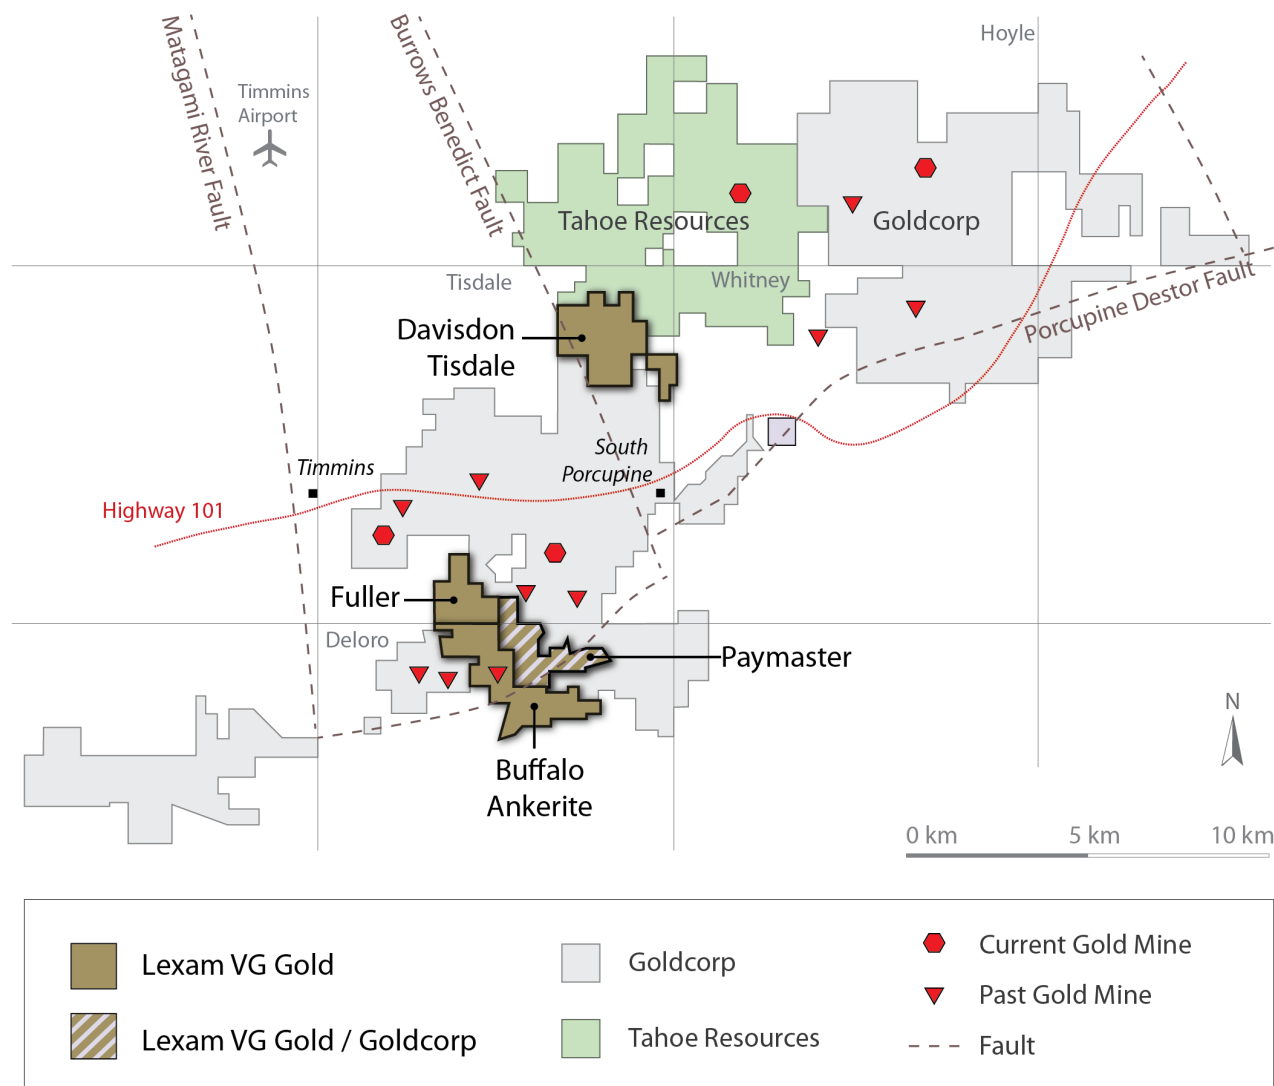 Hoyle
Matagami River Fault
Burrows Benedict Fault
Timmins
Airport
Tahoe Resources
Goldcorp
Tisdale
Whitney
Porcupine Destor Fault
Davisdon
Tisdale
South
Porcupine
Timmins
Highway 101
Fuller
Deloro
Paymaster
Buffalo
Ankerite
N
0 km
5 km
10 km
Lexam VG Gold
Goldcorp
Current Gold Mine
Past Gold Mine
Lexam VG Gold / Goldcorp
Tahoe Resources
Fault